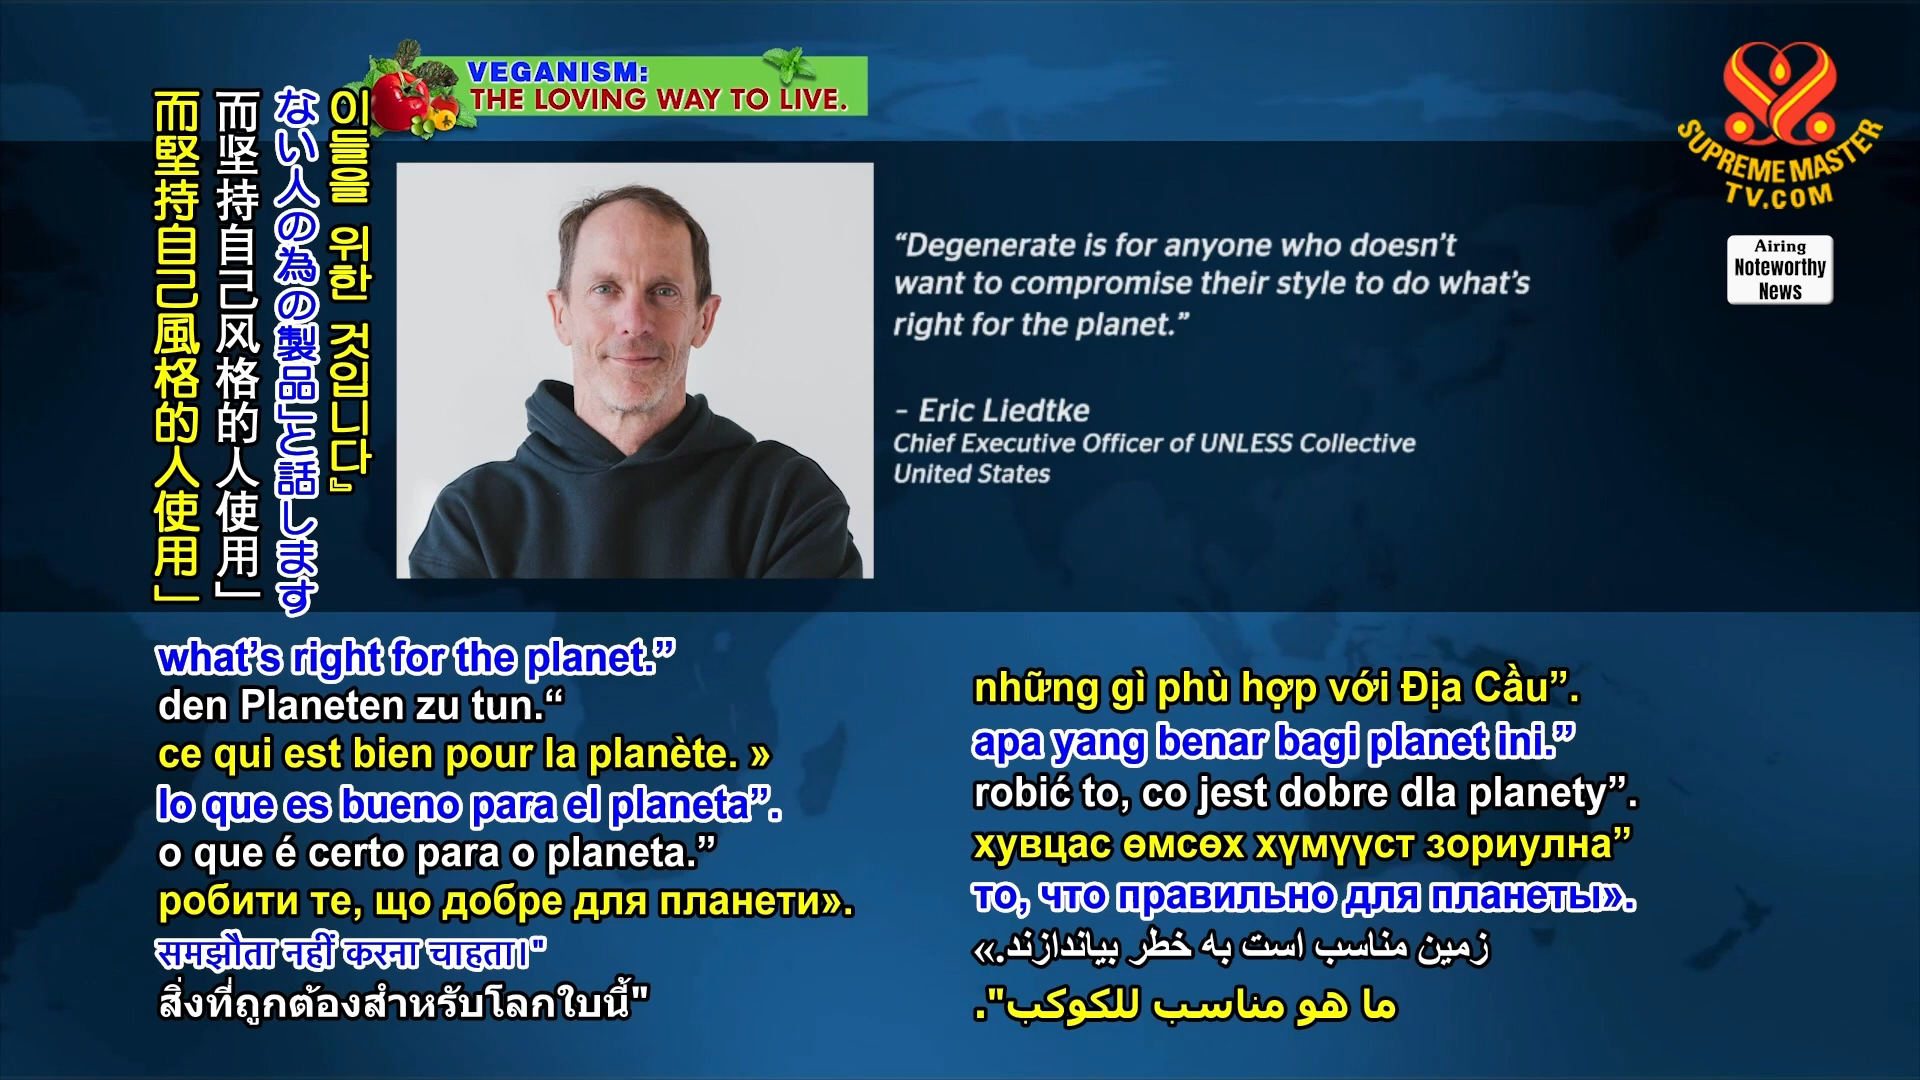 VEGANISM:
THE LOVING WAY TO LIVE.
SUPREME MASTER
TV.COM
Airing
Noteworthy
News
이들을 위한 것입니다』
ない人の為の製品」と話します
而坚持自己风格的人使用」
而堅持自己風格的人使用」
“Degenerate is for anyone who doesn’t
want to compromise their style to do what’s
right for the planet.”
– Eric Liedtke
Chief Executive Officer of UNLESS Collective
United States
what’s right for the planet.”
den Planeten zu tun.“
ce qui est bien pour la planète. »
lo que es bueno para el planeta”.
o que é certo para o planeta.”
робити те, що добре для планети».
समझौता नहीं करना चाहता।"
สิ่งที่ถูกต้องสำหรับโลกใบนี้"
những gì phù hợp với Địa Cầu”.
apa yang benar bagi planet ini.”
robić to, co jest dobre dla planety”.
хувцас өмсөх хүмүүст зориулна”
то, что правильно для планеты».
زمین مناسب است به خطر بیاندازند.»
ما هو مناسب للكوكب".